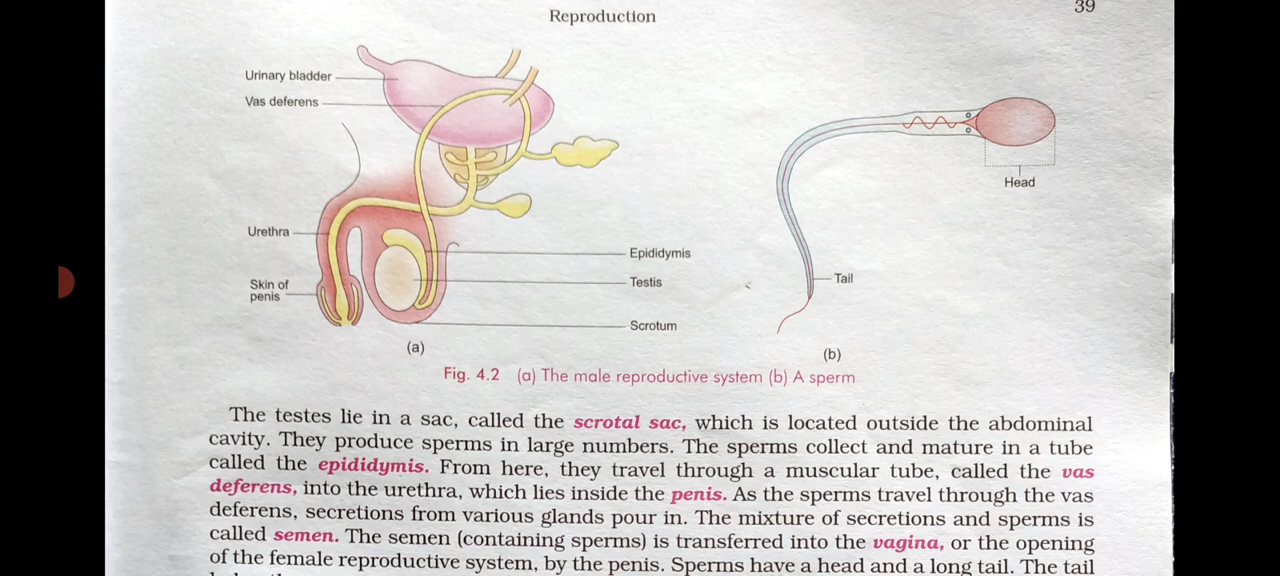 Reproduction
39
Urinary bladder
Vas deferens
Urethra
Skin of
penis
Epididymis
Testis
Scrotum
(a)
Head
Tail
(b)
Fig. 4.2 (a) The male reproductive system (b) A sperm
The testes lie in a sac, called the scrotal sac, which is located outside the abdominal
cavity. They produce sperms in large numbers. The sperms collect and mature in a tube
called the epididymis. From here, they travel through a muscular tube, called the vas
deferens, into the urethra, which lies inside the penis. As the sperms travel through the vas
deferens, secretions from various glands pour in. The mixture of secretions and sperms is
called semen. The semen (containing sperms) is transferred into the vagina, or the opening
of the female reproductive system, by the penis. Sperms have a head and a long tail. The tail